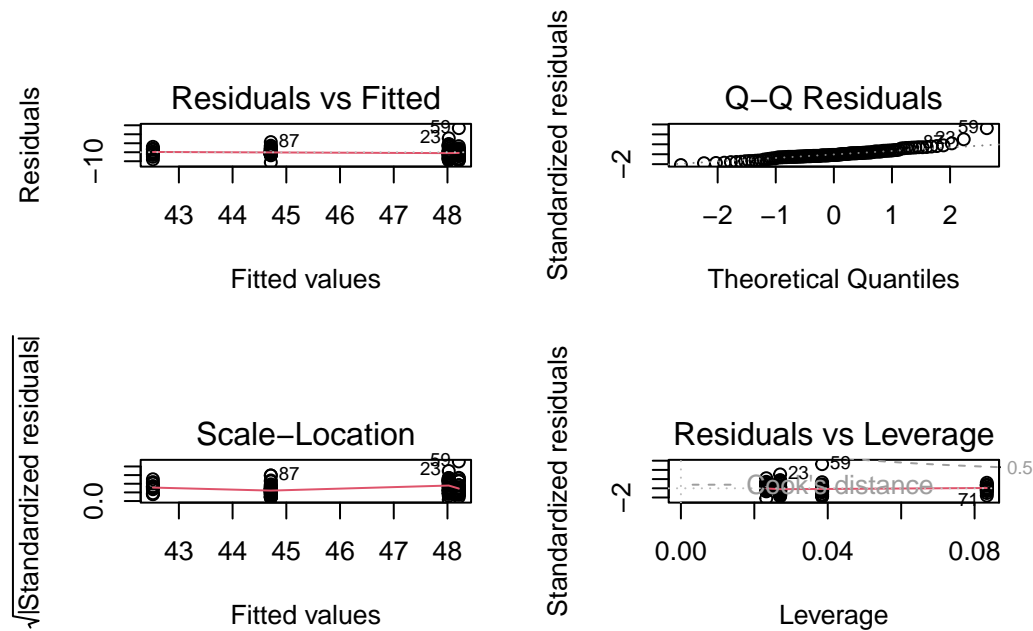 Residuals vs Fitted
Residuals
−10
59
23
87
43 44 45 46 47 48
Fitted values
Q−Q Residuals
Standardized residuals
−2
59
23
87
−2 −1 0 1 2
Theoretical Quantiles
Scale−Location
√|Standardized residuals|
0.0
59
23
87
43 44 45 46 47 48
Fitted values
Residuals vs Leverage
Standardized residuals
−2
59
23
0.5
Cook's distance
71
0.00 0.04 0.08
Leverage